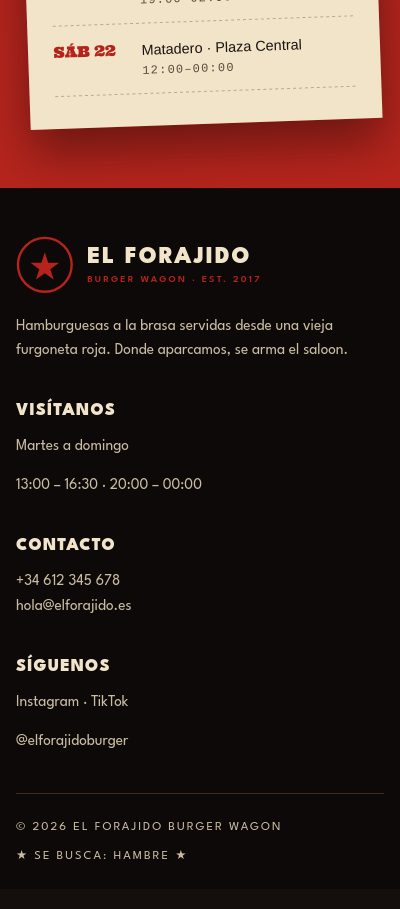 SÁB 22
Matadero · Plaza Central
12:00–00:00
EL FORAJIDO
BURGER WAGON · EST. 2017
Hamburguesas a la brasa servidas desde una vieja
furgoneta roja. Donde aparcamos, se arma el saloon.
VISÍTANOS
Martes a domingo
13:00 – 16:30 · 20:00 – 00:00
CONTACTO
+34 612 345 678
hola@elforajido.es
SÍGUENOS
Instagram · TikTok
@elforajidoburger
© 2026 EL FORAJIDO BURGER WAGON
★ SE BUSCA: HAMBRE ★